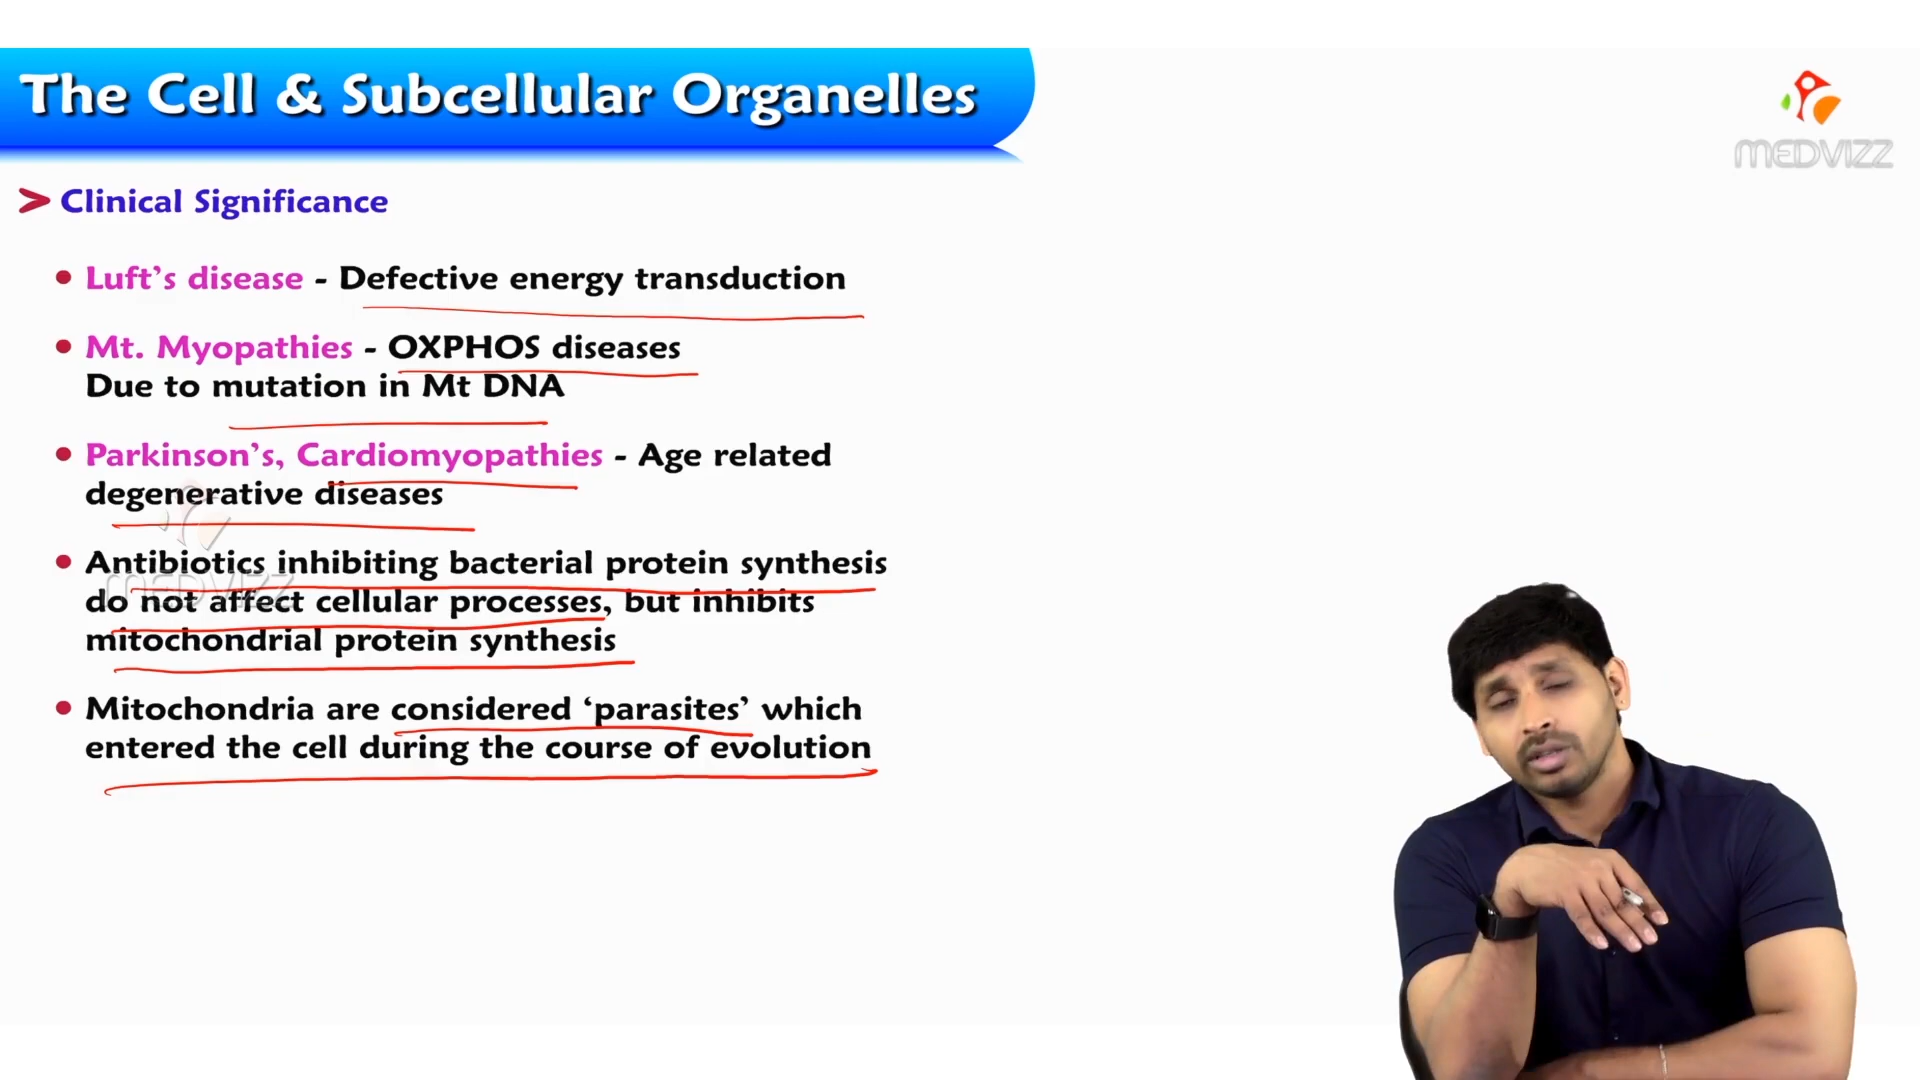 The Cell & Subcellular Organelles
MEDVIZZ
> Clinical Significance
• Luft's disease - Defective energy transduction
• Mt. Myopathies - OXPHOS diseases
Due to mutation in Mt DNA
• Parkinson's, Cardiomyopathies - Age related
degenerative diseases
• Antibiotics inhibiting bacterial protein synthesis
do not affect cellular processes, but inhibits
mitochondrial protein synthesis
MEDVIZZ
• Mitochondria are considered ‘parasites’ which
entered the cell during the course of evolution